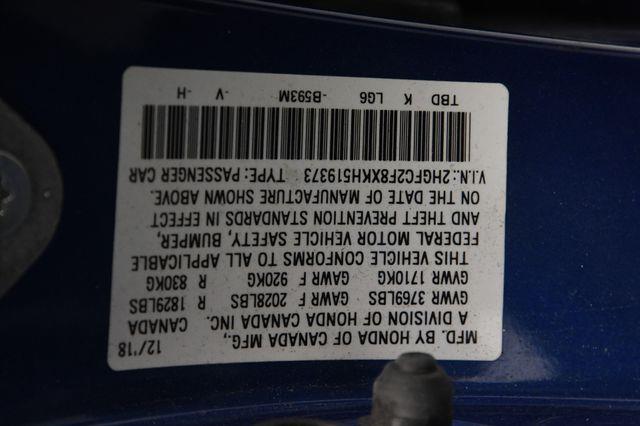 MFD. BY HONDA OF CANADA MFG., 12/'18
A DIVISION OF HONDA CANADA INC. CANADA
GVWR 3769LBS GAWR F 2028LBS R 1829LBS
GVWR 1710KG GAWR F 920KG R 830KG
THIS VEHICLE CONFORMS TO ALL APPLICABLE
FEDERAL MOTOR VEHICLE SAFETY, BUMPER,
AND THEFT PREVENTION STANDARDS IN EFFECT
ON THE DATE OF MANUFACTURE SHOWN ABOVE.
V.I.N.:2HGFC2F8XKH519373 TYPE: PASSENGER CAR
TBD K LG6 -B593M -V -H